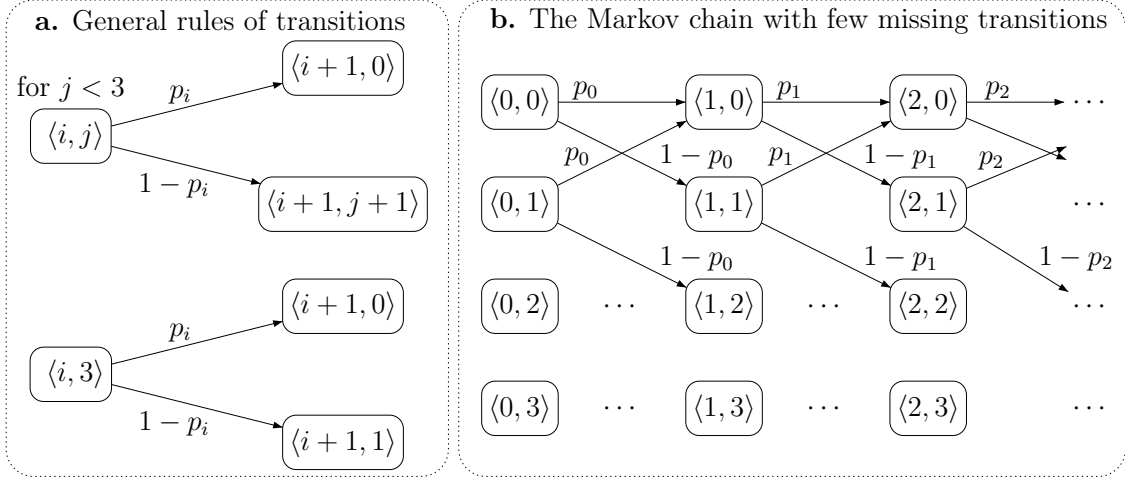 a. General rules of transitions
for j < 3
⟨i, j⟩
p_i
⟨i + 1, 0⟩
1 − p_i
⟨i + 1, j + 1⟩
⟨i, 3⟩
p_i
⟨i + 1, 0⟩
1 − p_i
⟨i + 1, 1⟩
b. The Markov chain with few missing transitions
⟨0, 0⟩ p_0 ⟨1, 0⟩ p_1 ⟨2, 0⟩ p_2 ⋯
p_0 1 − p_0 p_1 1 − p_1 p_2
⟨0, 1⟩ ⟨1, 1⟩ ⟨2, 1⟩ ⋯
1 − p_0 1 − p_1 1 − p_2
⟨0, 2⟩ ⋯ ⟨1, 2⟩ ⋯ ⟨2, 2⟩ ⋯
⟨0, 3⟩ ⋯ ⟨1, 3⟩ ⋯ ⟨2, 3⟩ ⋯